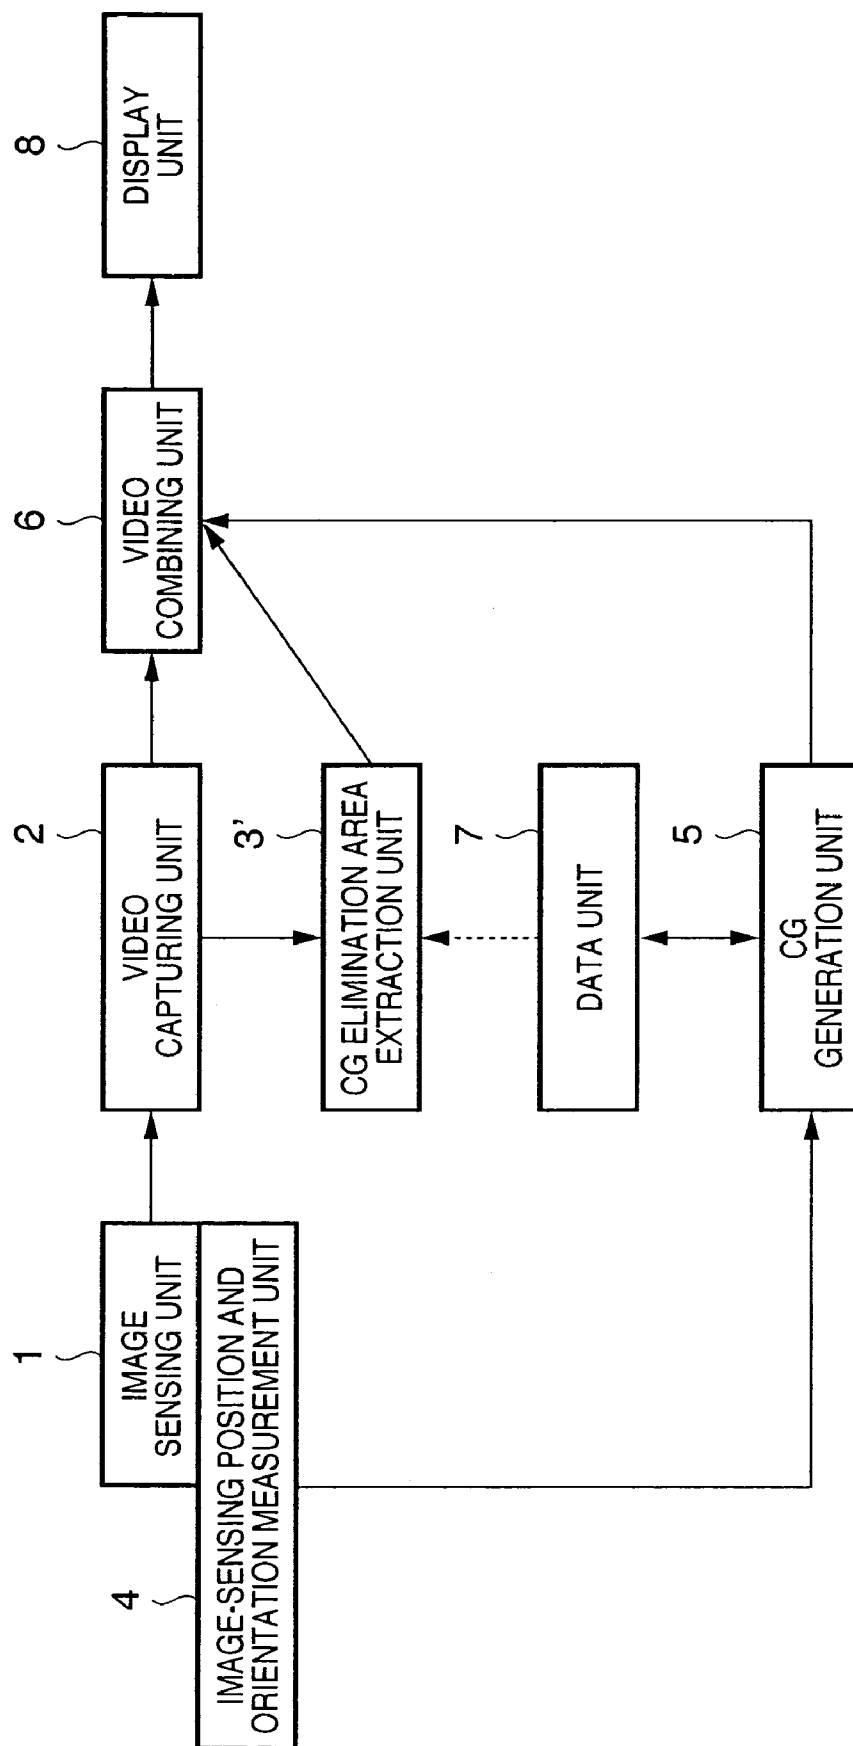 1
IMAGE
SENSING UNIT
4
IMAGE-SENSING POSITION AND
ORIENTATION MEASUREMENT UNIT
2
VIDEO
CAPTURING UNIT
3'
CG ELIMINATION AREA
EXTRACTION UNIT
7
DATA UNIT
5
CG
GENERATION UNIT
6
VIDEO
COMBINING UNIT
8
DISPLAY
UNIT